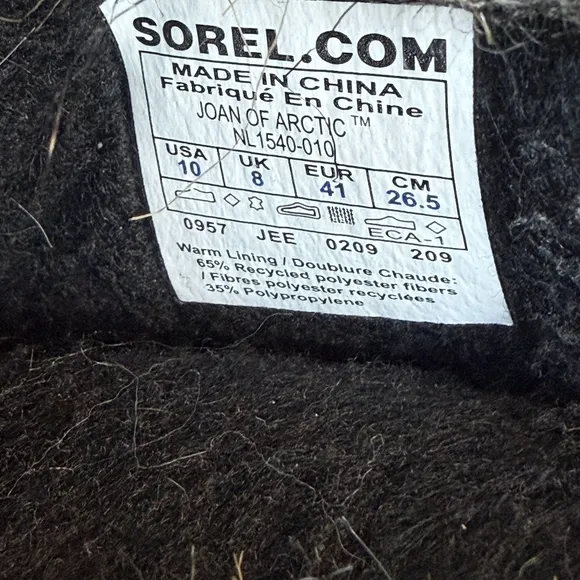 SOREL.COM
MADE IN CHINA
Fabriqué En Chine
JOAN OF ARCTIC™
NL1540-010
USA UK EUR CM
10 8 41 26.5
ECA-1
0957 JEE 0209 209
Warm Lining / Doublure Chaude:
65% Recycled polyester fibers
/ Fibres polyester recyclées
35% Polypropylene